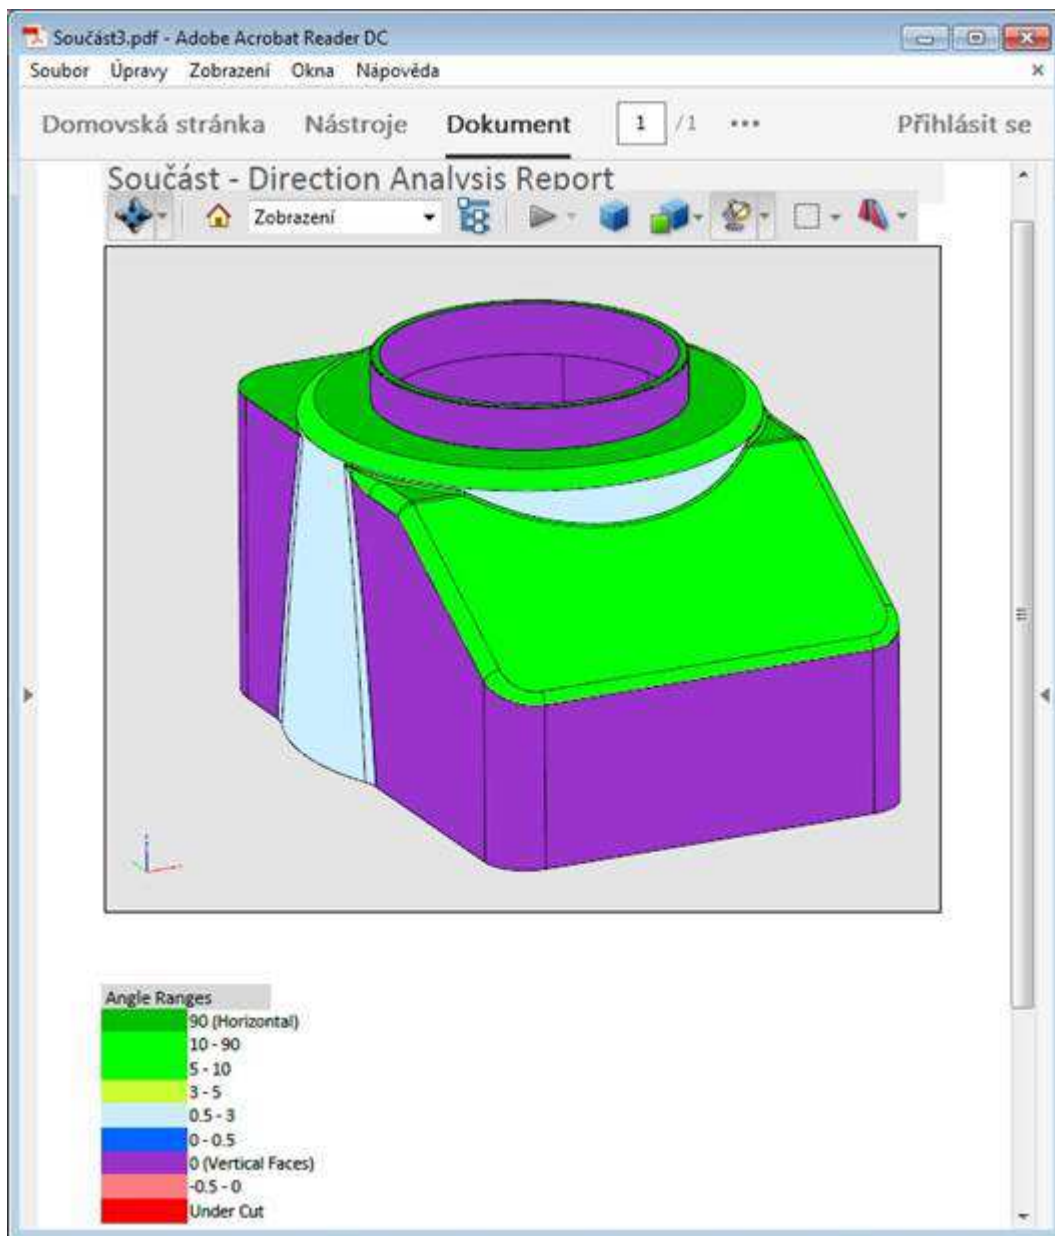 Součást3.pdf - Adobe Acrobat Reader DC
Soubor Úpravy Zobrazení Okna Nápověda
Domovská stránka Nástroje Dokument 1 /1 Přihlásit se
Součást - Direction Analysis Report
Zobrazení
Angle Ranges
90 (Horizontal)
10 - 90
5 - 10
3 - 5
0.5 - 3
0 - 0.5
0 (Vertical Faces)
-0.5 - 0
Under Cut